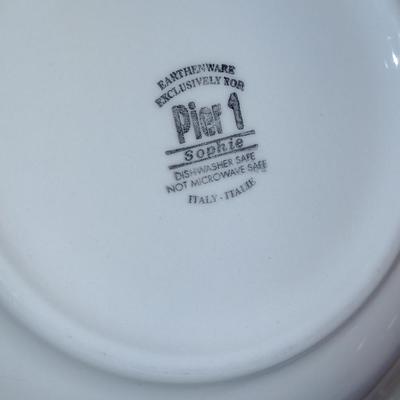 EARTHENWARE
EXCLUSIVELY FOR
Pier 1
Sophie
DISHWASHER SAFE
NOT MICROWAVE SAFE
ITALY - ITALIE